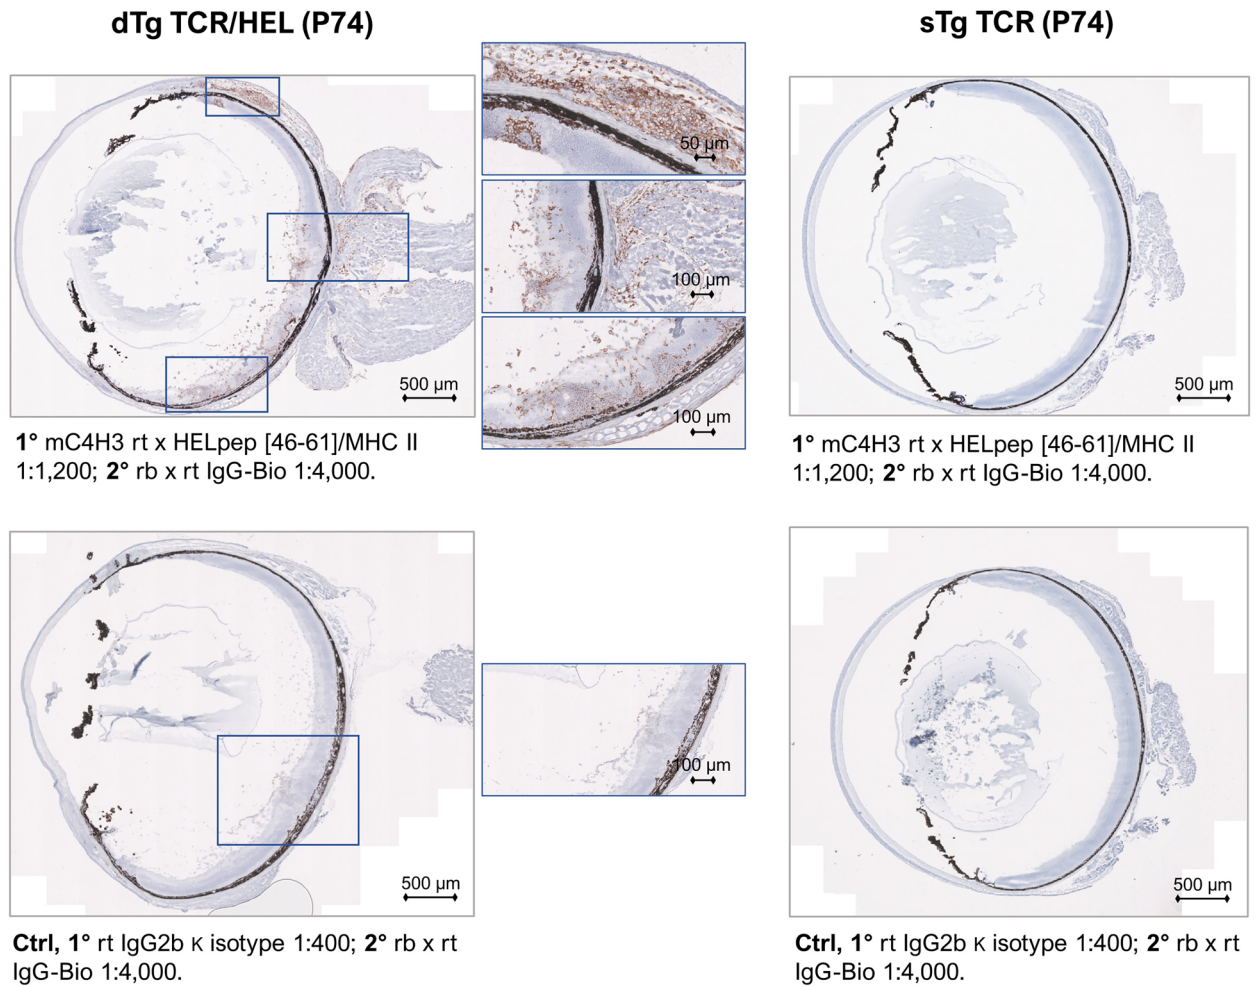 dTg TCR/HEL (P74)
sTg TCR (P74)
50 µm
100 µm
100 µm
500 µm
500 µm
1° mC4H3 rt x HELpep [46-61]/MHC II
1:1,200; 2° rb x rt IgG-Bio 1:4,000.
1° mC4H3 rt x HELpep [46-61]/MHC II
1:1,200; 2° rb x rt IgG-Bio 1:4,000.
100 µm
500 µm
500 µm
Ctrl, 1° rt IgG2b κ isotype 1:400; 2° rb x rt
IgG-Bio 1:4,000.
Ctrl, 1° rt IgG2b κ isotype 1:400; 2° rb x rt
IgG-Bio 1:4,000.